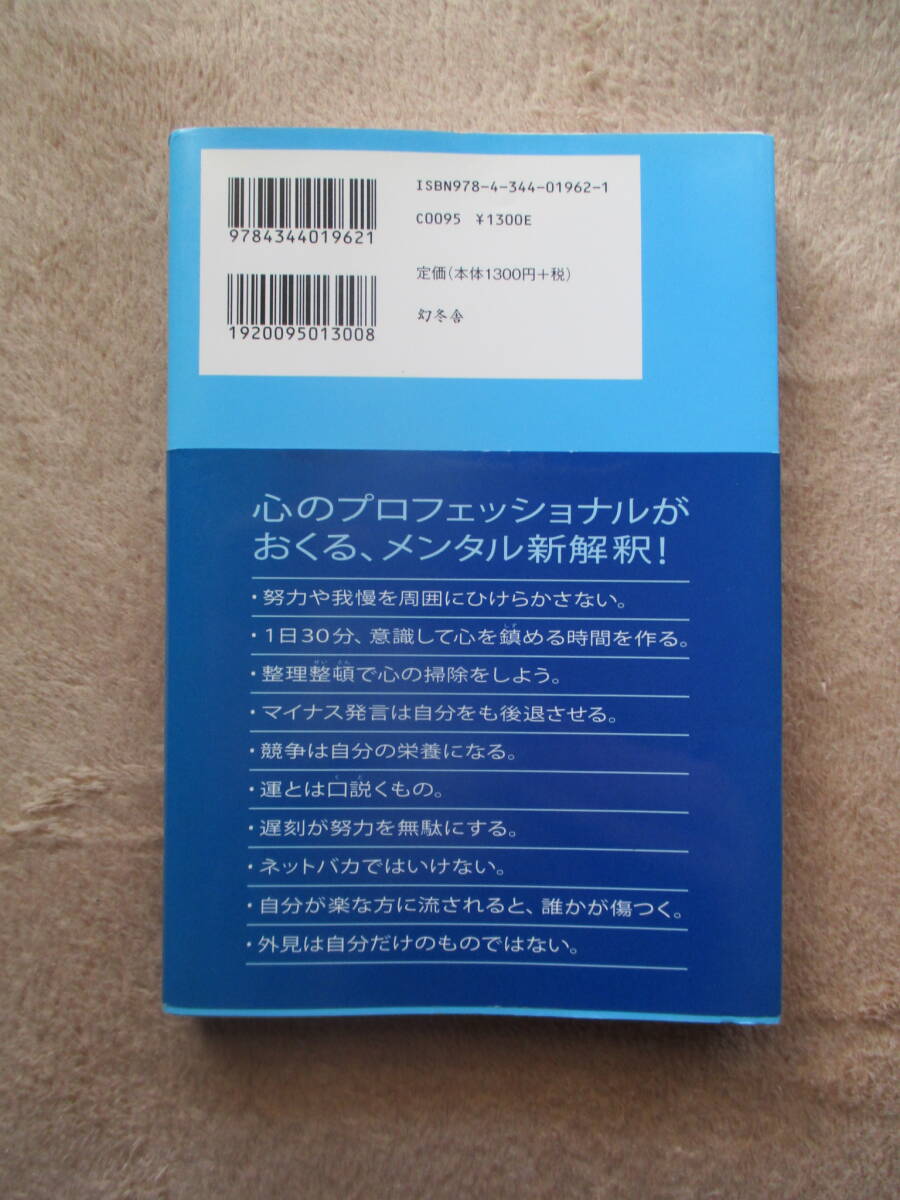 ISBN978-4-344-01962-1
C0095 ¥1300E
9784344019621
定価(本体1300円+税)
1920095013008
幻冬舎
心のプロフェッショナルが
おくる、メンタル新解釈!
・努力や我慢を周囲にひけらかさない。
・1日30分、意識して心を鎮める時間を作る。
・整理整頓で心の掃除をしよう。
・マイナス発言は自分をも後退させる。
・競争は自分の栄養になる。
・運とは口説くもの。
・遅刻が努力を無駄にする。
・ネットバカではいけない。
・自分が楽な方に流されると、誰かが傷つく。
・外見は自分だけのものではない。